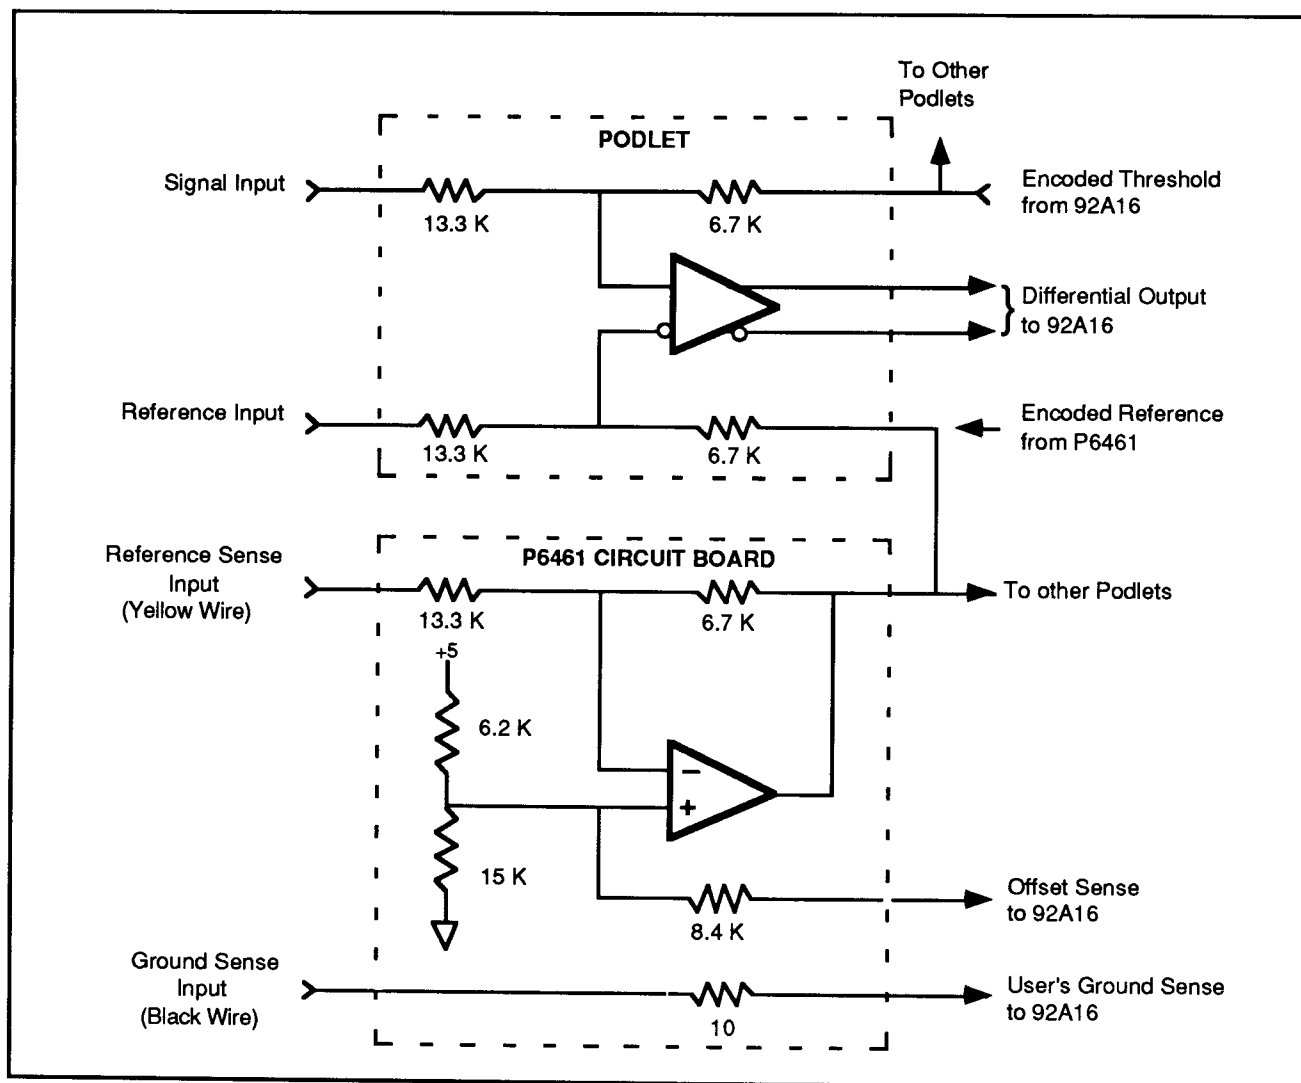 To Other
Podlets
PODLET
Signal Input
13.3 K
6.7 K
Encoded Threshold
from 92A16
Differential Output
to 92A16
Reference Input
13.3 K
6.7 K
Encoded Reference
from P6461
Reference Sense
Input
(Yellow Wire)
P6461 CIRCUIT BOARD
13.3 K
6.7 K
To other Podlets
+5
6.2 K
−
+
15 K
8.4 K
Offset Sense
to 92A16
Ground Sense
Input
(Black Wire)
10
User's Ground Sense
to 92A16